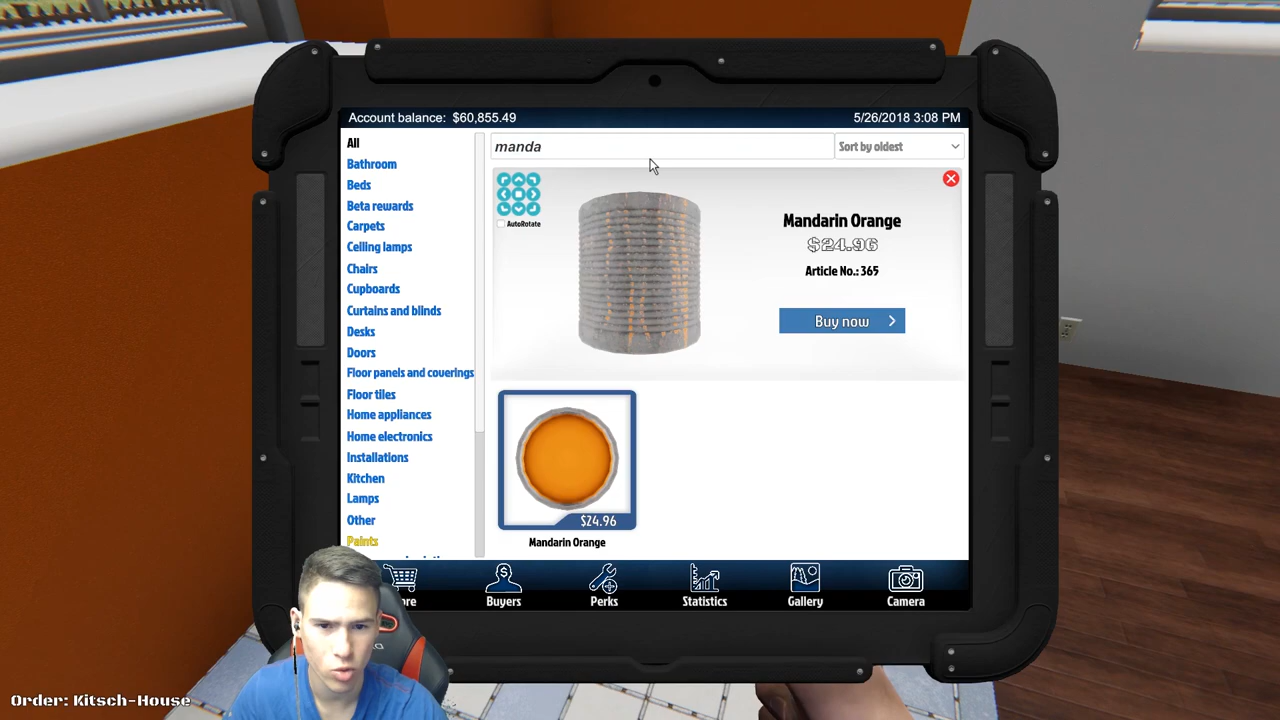 Account balance: $60,855.49
5/26/2018 3:08 PM
All
Bathroom
Beds
Beta rewards
Carpets
Ceiling lamps
Chairs
Cupboards
Curtains and blinds
Desks
Doors
Floor panels and coverings
Floor tiles
Home appliances
Home electronics
Installations
Kitchen
Lamps
Other
Paints
manda
Sort by oldest
AutoRotate
Mandarin Orange
$24.96
Article No.: 365
Buy now
$24.96
Mandarin Orange
Buyers
Perks
Statistics
Gallery
Camera
Order: Kitsch-House